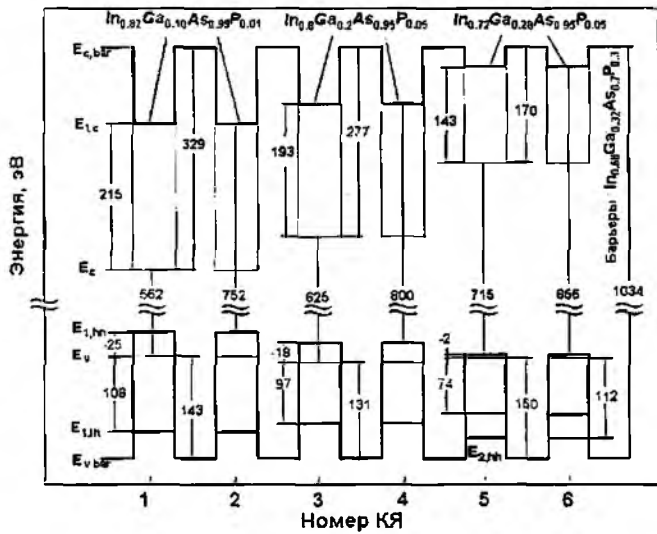 In0.82Ga0.10As0.99P0.01 In0.8Ga0.2As0.95P0.05 In0.72Ga0.28As0.95P0.05
Ec,bar
E1,c
Ec
E1,hh
Ev
E1,lh
Ev bar
Энергия, эВ
215
329
562
752
-25
108
143
193
277
625
800
-18
97
131
143
170
715
-2
74
150
112
E2,hh
1034
Барьеры In0.68Ga0.32As0.7P0.3
1 2 3 4 5 6
Номер КЯ